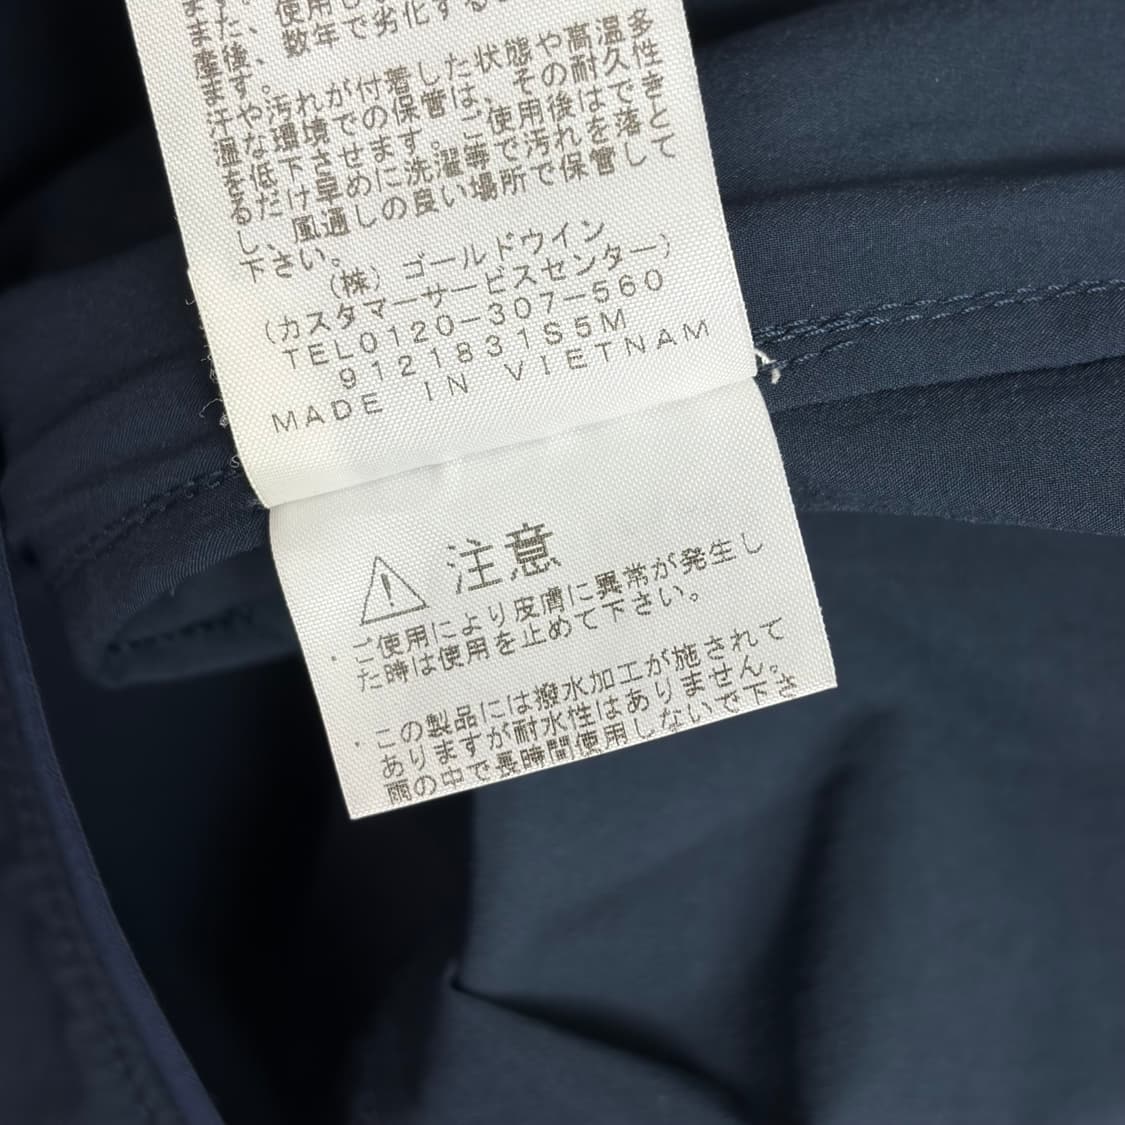 また、使用し
産後、数年で劣化する
ます。
汗や汚れが付着した状態や高温多
湿な環境での保管は、その耐久性
を低下させます。ご使用後はでき
るだけ早めに洗濯等で汚れを落と
し、風通しの良い場所で保管して
下さい。
(株) ゴールドウイン
(カスタマーサービスセンター)
TEL0120-307-560
9121831S5M
MADE IN VIETNAM
注意
・ご使用により皮膚に異常が発生し
た時は使用を止めて下さい。
・この製品には撥水加工が施されて
ありますが耐水性はありません。
雨の中で長時間使用しないで下さ